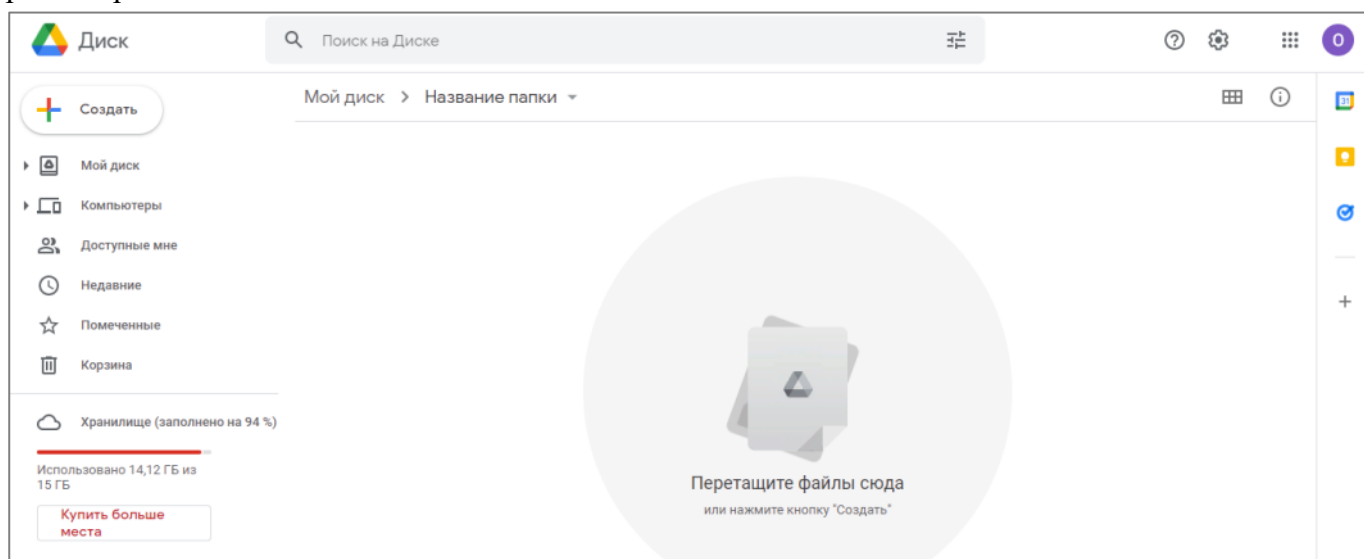 Диск
Поиск на Диске
O
Создать
Мой диск > Название папки
31
Мой диск
Компьютеры
Доступные мне
Недавние
Помеченные
Корзина
Хранилище (заполнено на 94 %)
Использовано 14,12 ГБ из
15 ГБ
Купить больше
места
Перетащите файлы сюда
или нажмите кнопку "Создать"